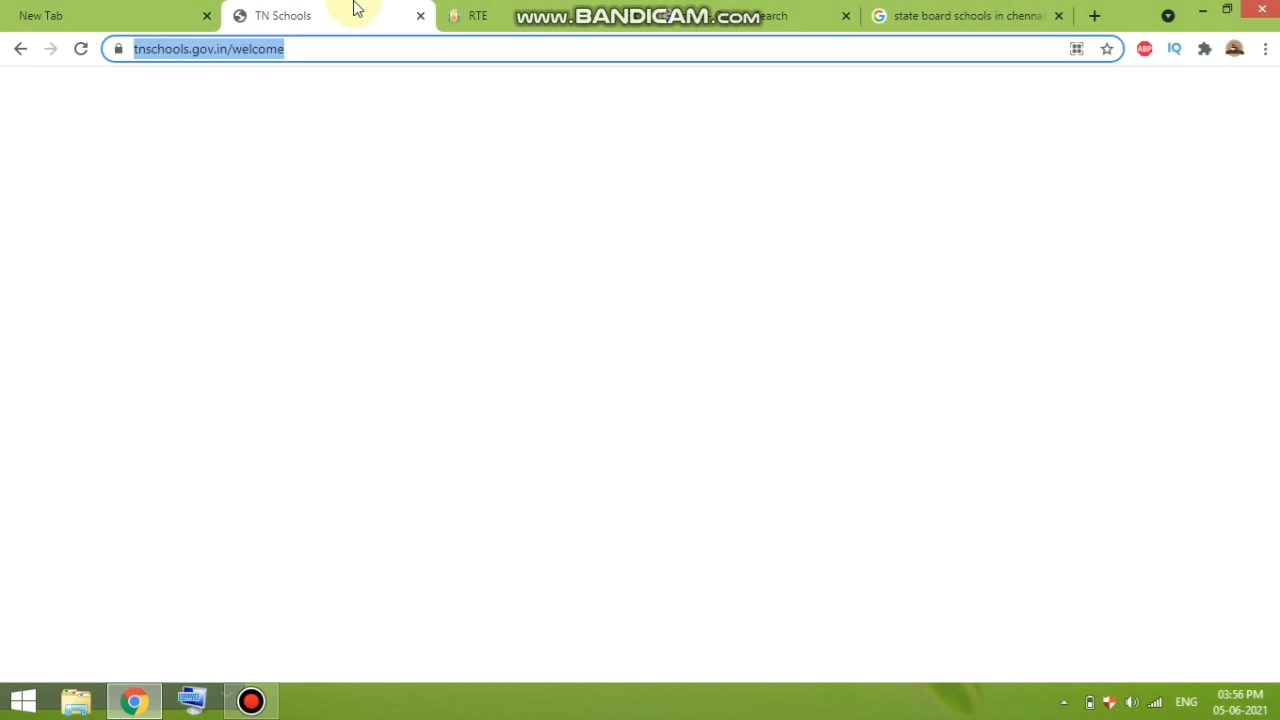 New Tab
TN Schools
RTE
www.BANDICAM.com
earch
state board schools in chenna
tnschools.gov.in/welcome
ABP
IQ
ENG
03:56 PM
05-06-2021